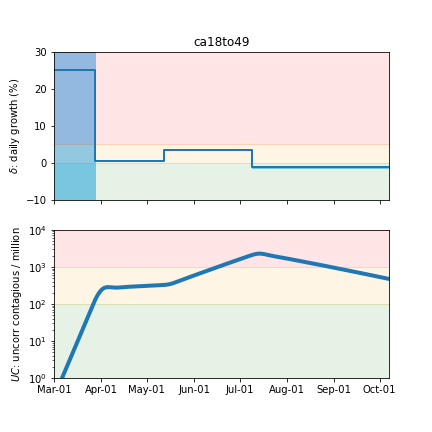 ca18to49
δ: daily growth (%)
30
20
10
0
−10
UC: uncorr contagious / million
10⁴
10³
10²
10¹
10⁰
Mar-01 Apr-01 May-01 Jun-01 Jul-01 Aug-01 Sep-01 Oct-01